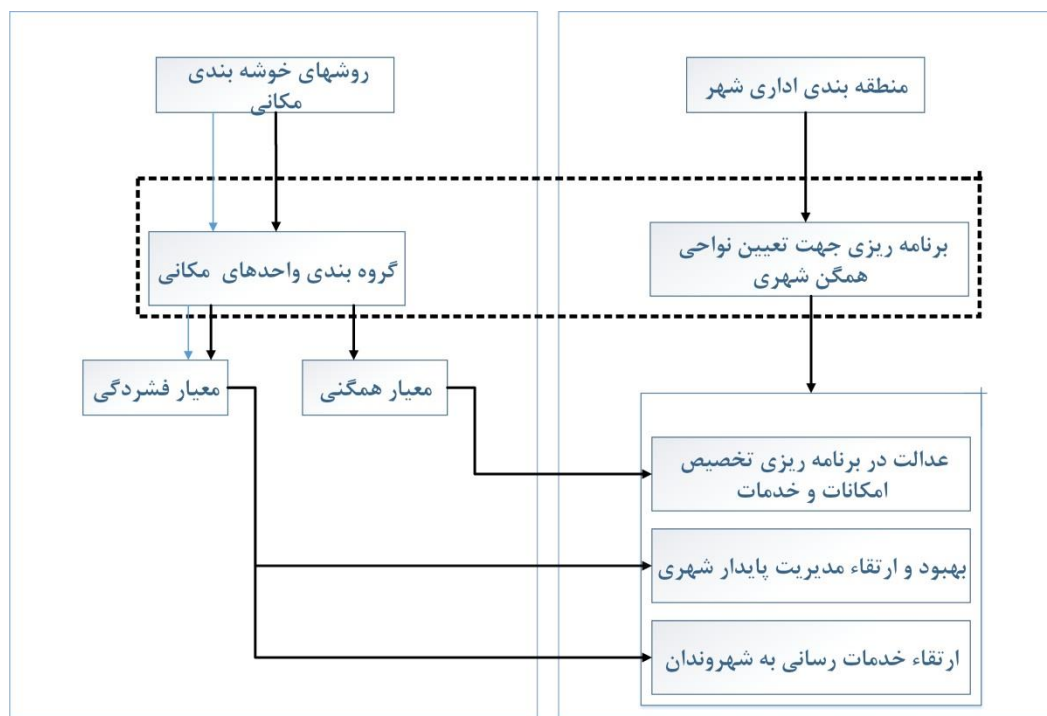 منطقه بندی اداری شهر
برنامه ریزی جهت تعیین نواحی
همگن شهری
عدالت در برنامه ریزی تخصیص
امکانات و خدمات
بهبود و ارتقاء مدیریت پایدار شهری
ارتقاء خدمات رسانی به شهروندان
روشهای خوشه بندی
مکانی
گروه بندی واحدهای مکانی
معیار همگنی
معیار فشردگی